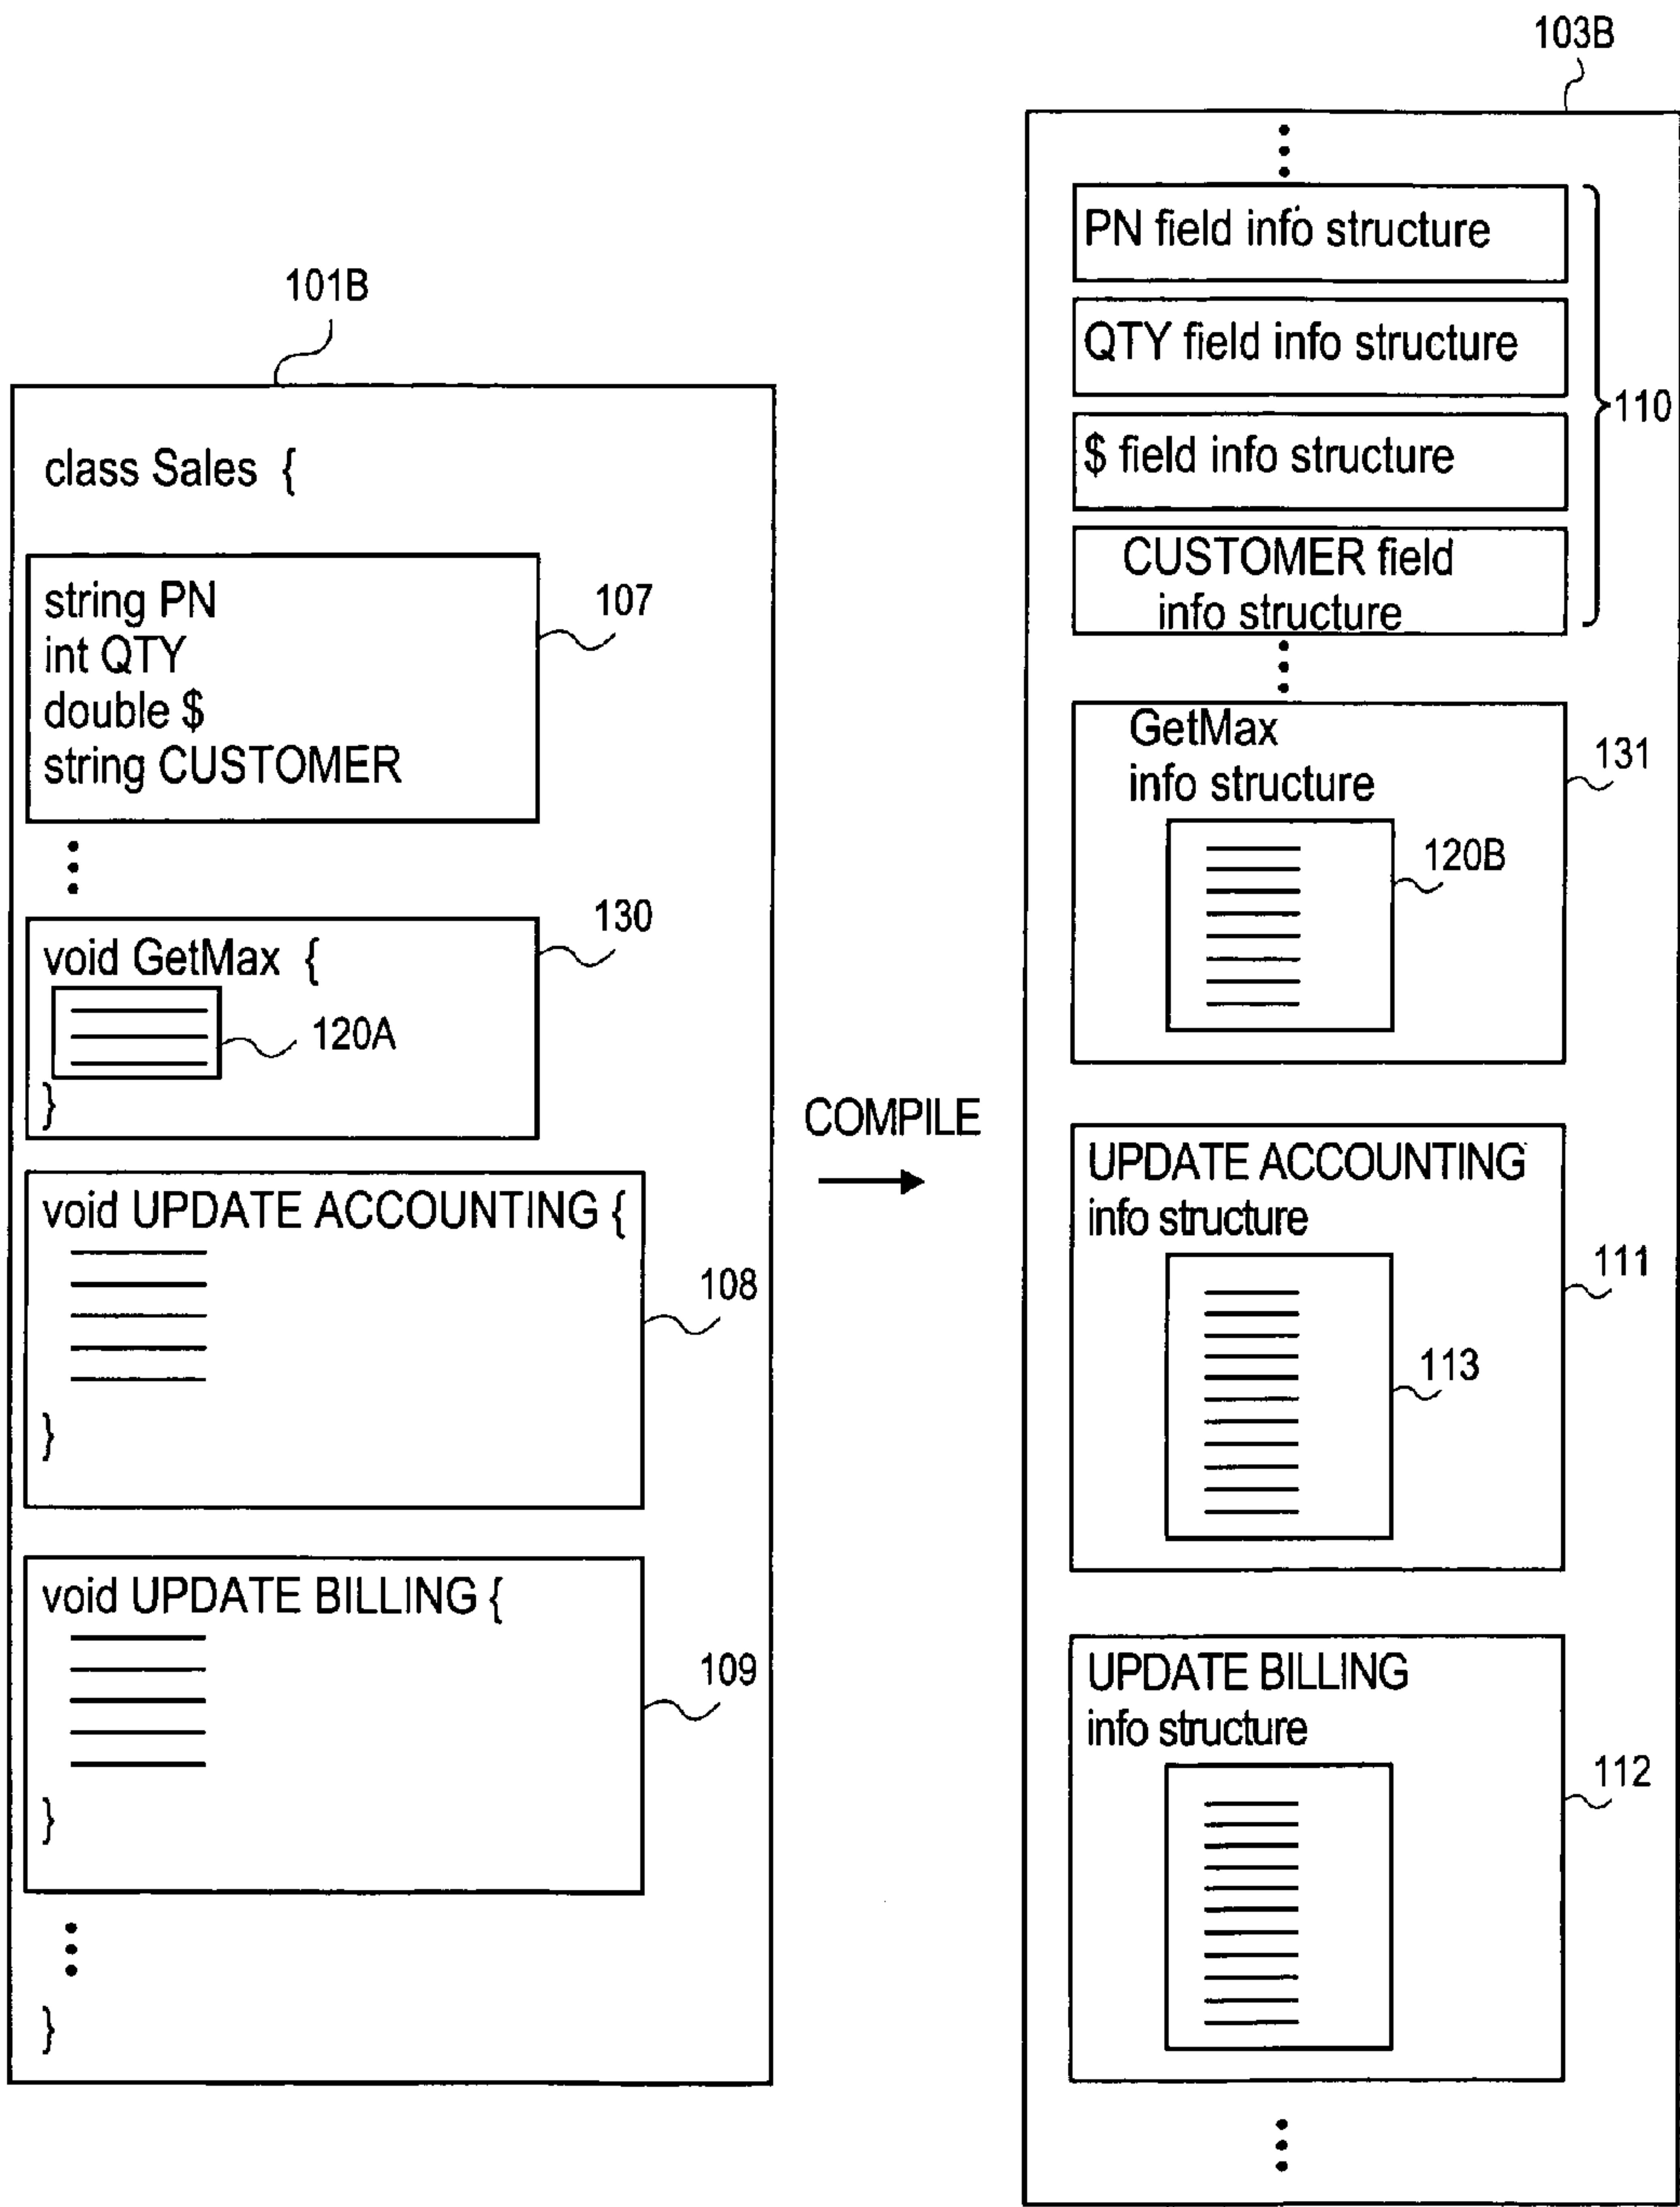 101B
class Sales {
string PN
int QTY
double $
string CUSTOMER
107
void GetMax {
120A
}
130
void UPDATE ACCOUNTING {
}
108
void UPDATE BILLING {
}
109
}
COMPILE
103B
PN field info structure
QTY field info structure
$ field info structure
CUSTOMER field
info structure
110
GetMax
info structure
120B
131
UPDATE ACCOUNTING
info structure
113
111
UPDATE BILLING
info structure
112